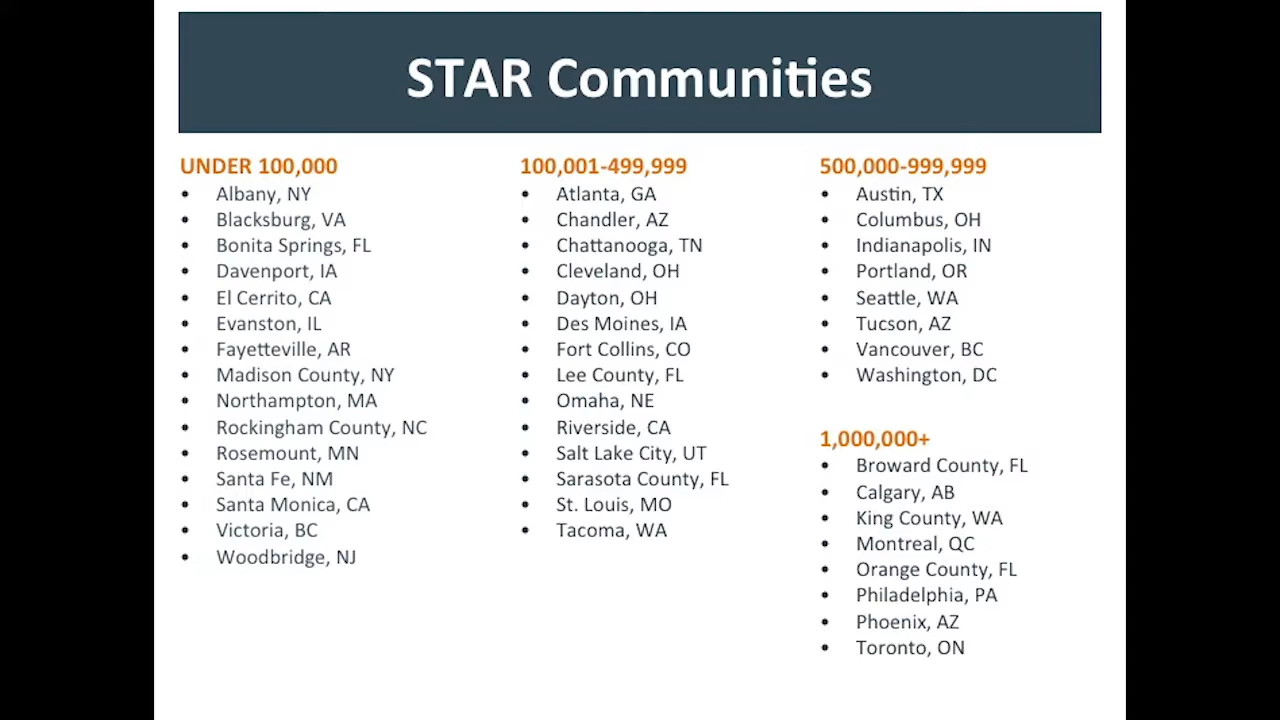 STAR Communities
UNDER 100,000
• Albany, NY
• Blacksburg, VA
• Bonita Springs, FL
• Davenport, IA
• El Cerrito, CA
• Evanston, IL
• Fayetteville, AR
• Madison County, NY
• Northampton, MA
• Rockingham County, NC
• Rosemount, MN
• Santa Fe, NM
• Santa Monica, CA
• Victoria, BC
• Woodbridge, NJ
100,001-499,999
• Atlanta, GA
• Chandler, AZ
• Chattanooga, TN
• Cleveland, OH
• Dayton, OH
• Des Moines, IA
• Fort Collins, CO
• Lee County, FL
• Omaha, NE
• Riverside, CA
• Salt Lake City, UT
• Sarasota County, FL
• St. Louis, MO
• Tacoma, WA
500,000-999,999
• Austin, TX
• Columbus, OH
• Indianapolis, IN
• Portland, OR
• Seattle, WA
• Tucson, AZ
• Vancouver, BC
• Washington, DC
1,000,000+
• Broward County, FL
• Calgary, AB
• King County, WA
• Montreal, QC
• Orange County, FL
• Philadelphia, PA
• Phoenix, AZ
• Toronto, ON